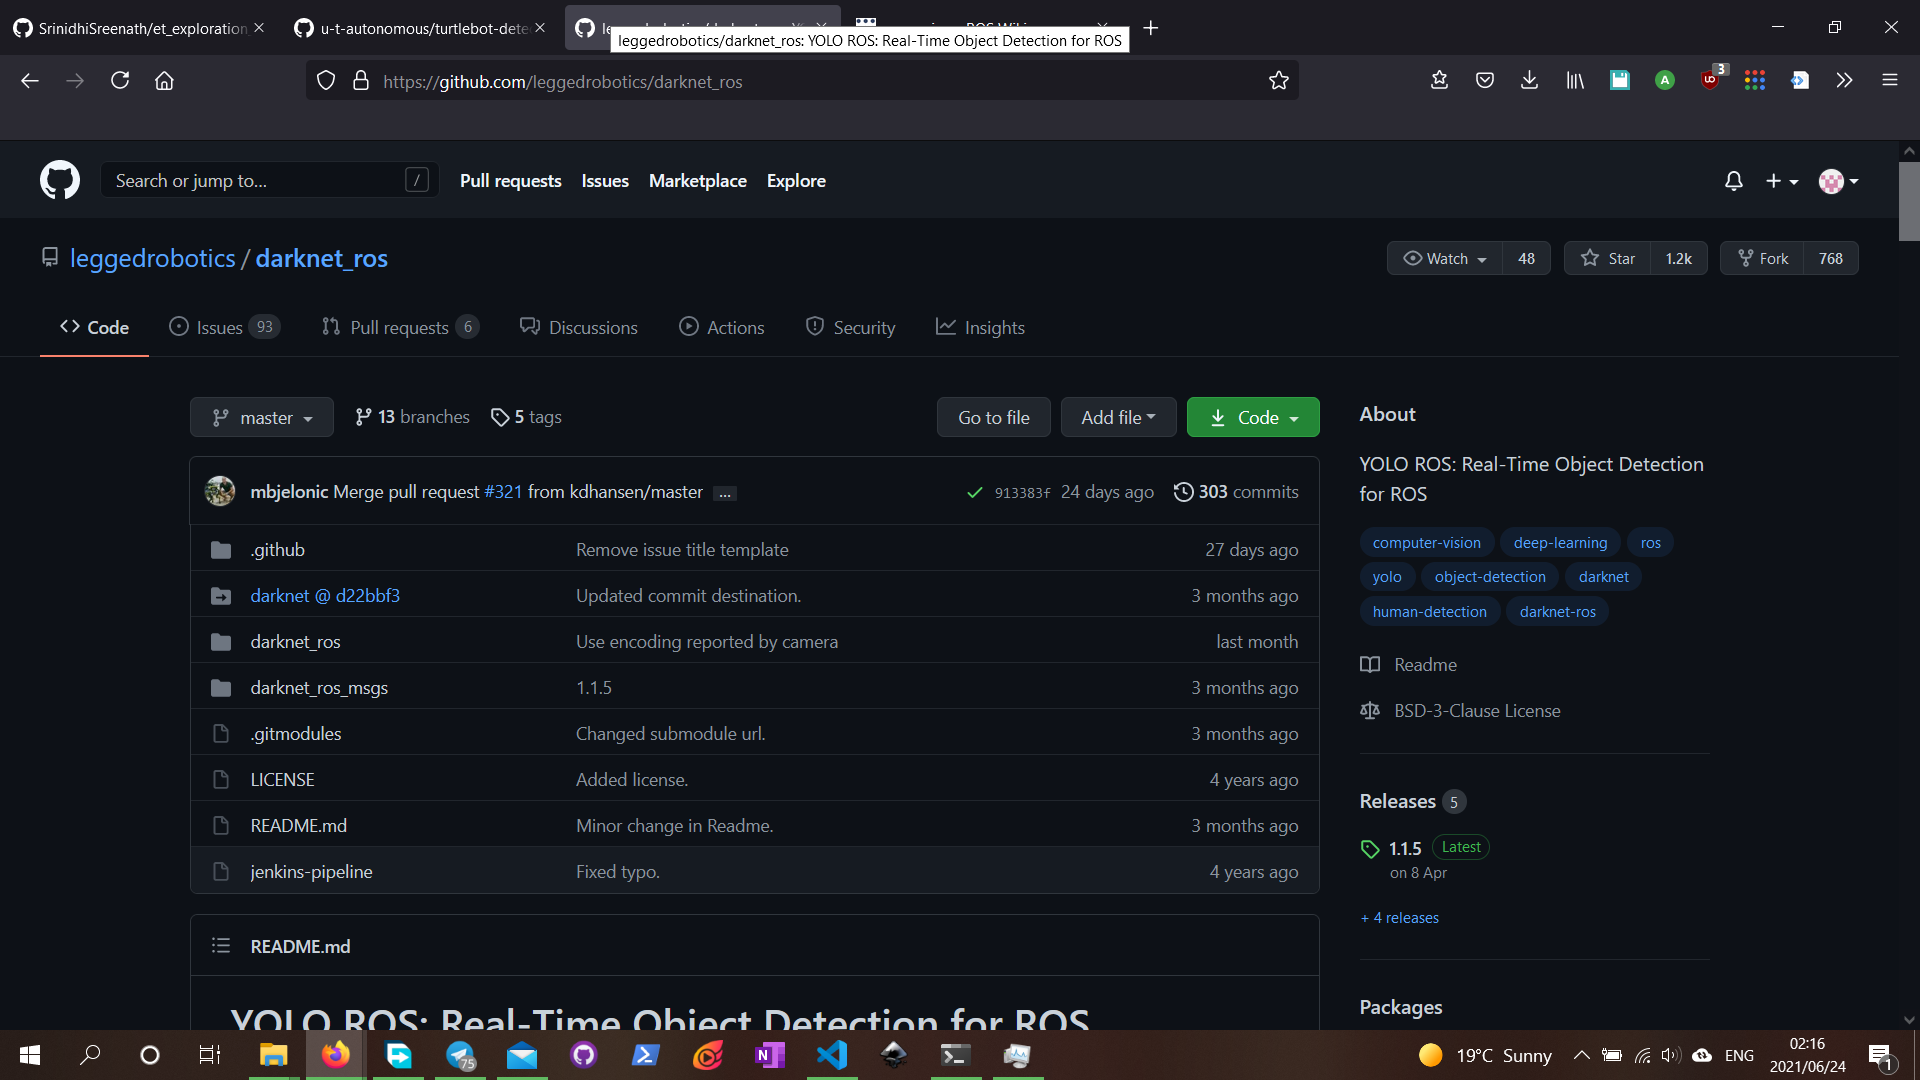 SrinidhiSreenath/et_exploration
u-t-autonomous/turtlebot-dete
leggedrobotics/darknet_ros: YOLO ROS: Real-Time Object Detection for ROS
https://github.com/leggedrobotics/darknet_ros
3
Search or jump to...
/
Pull requests
Issues
Marketplace
Explore
leggedrobotics / darknet_ros
Watch 48
Star 1.2k
Fork 768
Code
Issues 93
Pull requests 6
Discussions
Actions
Security
Insights
master
13 branches
5 tags
Go to file
Add file
Code
mbjelonic Merge pull request #321 from kdhansen/master ...
913383f 24 days ago
303 commits
.github Remove issue title template 27 days ago
darknet @ d22bbf3 Updated commit destination. 3 months ago
darknet_ros Use encoding reported by camera last month
darknet_ros_msgs 1.1.5 3 months ago
.gitmodules Changed submodule url. 3 months ago
LICENSE Added license. 4 years ago
README.md Minor change in Readme. 3 months ago
jenkins-pipeline Fixed typo. 4 years ago
README.md
YOLO ROS: Real-Time Object Detection for ROS
About
YOLO ROS: Real-Time Object Detection
for ROS
computer-vision deep-learning ros
yolo object-detection darknet
human-detection darknet-ros
Readme
BSD-3-Clause License
Releases 5
1.1.5 Latest
on 8 Apr
+ 4 releases
Packages
75
19°C Sunny
ENG
02:16
2021/06/24
1